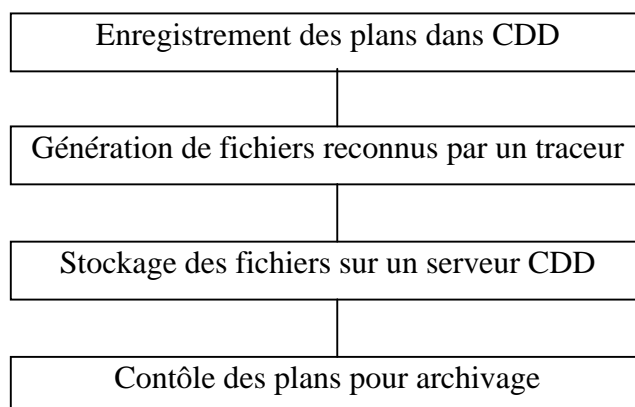 Enregistrement des plans dans CDD
Génération de fichiers reconnus par un traceur
Stockage des fichiers sur un serveur CDD
Contôle des plans pour archivage